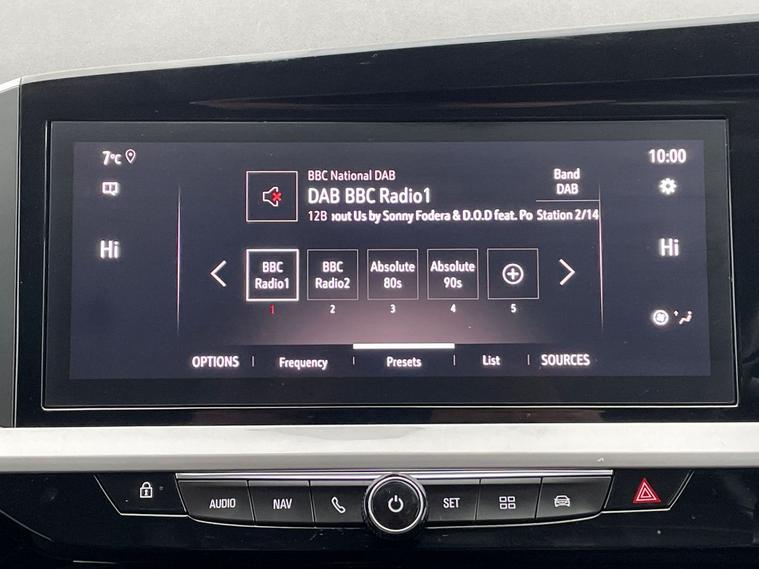 7°C
10:00
BBC National DAB
Band
DAB
DAB BBC Radio1
12B out Us by Sonny Fodera & D.O.D feat. Po
Station 2/14
Hi
Hi
BBC
Radio1
BBC
Radio2
Absolute
80s
Absolute
90s
1
2
3
4
5
OPTIONS
Frequency
Presets
List
SOURCES
AUDIO
NAV
SET